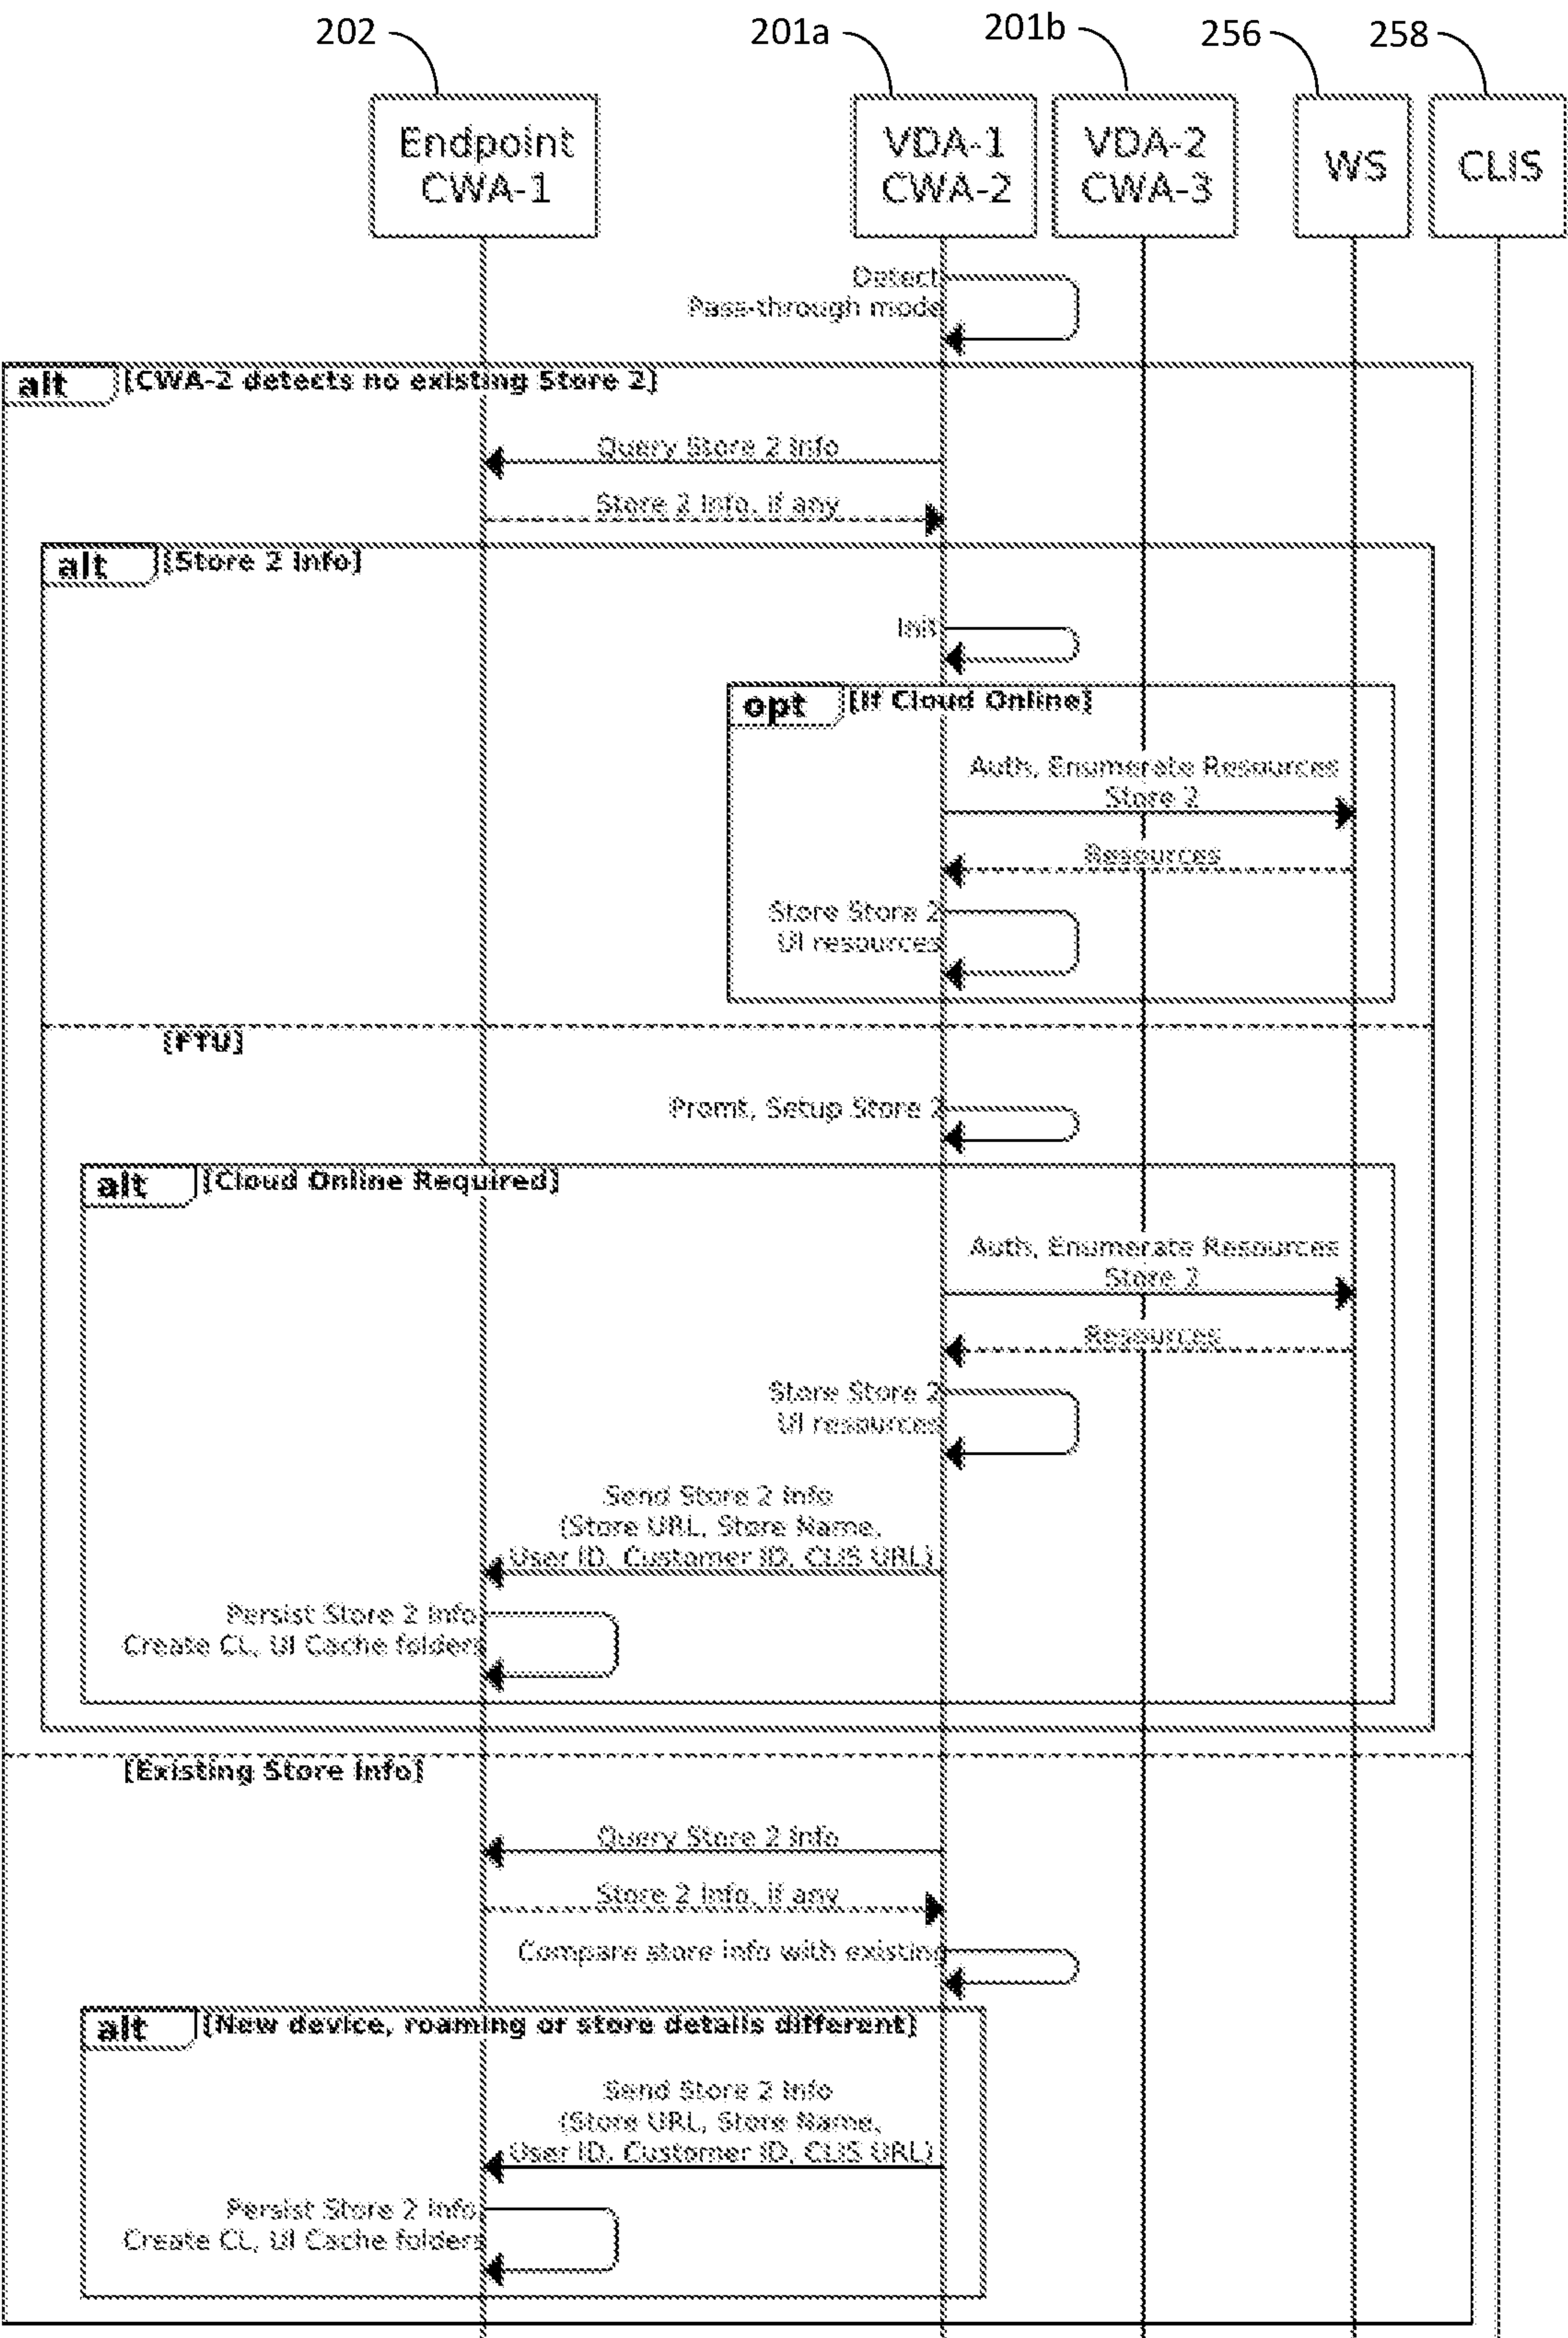 202
201a
201b
256
258
Endpoint
CWA-1
VDA-1
CWA-2
VDA-2
CWA-3
WS
CLIS
Detect
Pass-through mode
alt
[CWA-2 detects no existing Store 2]
Query Store 2 Info
Store 2 Info, if any
alt
[Store 2 Info]
Init
opt
[If Cloud Online]
Auth, Enumerate Resources
Store 2
Resources
Store Store 2
UI resources
[FTU]
Promt, Setup Store 2
alt
[Cloud Online Required]
Auth, Enumerate Resources
Store 2
Resources
Store Store 2
UI resources
Send Store 2 Info
(Store URL, Store Name,
User ID, Customer ID, CLIS URL)
Persist Store 2 Info,
Create CL, UI Cache folders
[Existing Store Info]
Query Store 2 Info
Store 2 Info, if any
Compare store info with existing
alt
[New device, roaming or store details different]
Send Store 2 Info
(Store URL, Store Name,
User ID, Customer ID, CLIS URL)
Persist Store 2 Info,
Create CL, UI Cache folders